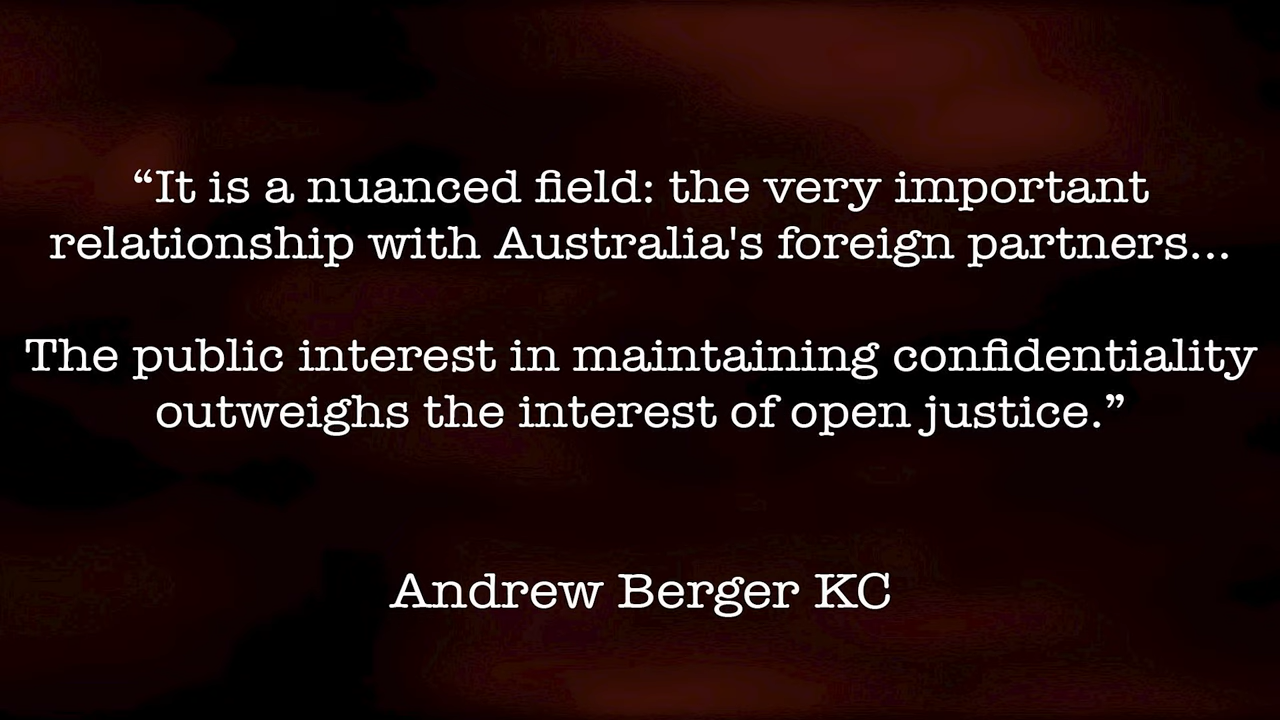 “It is a nuanced field: the very important
relationship with Australia's foreign partners...
The public interest in maintaining confidentiality
outweighs the interest of open justice.”
Andrew Berger KC